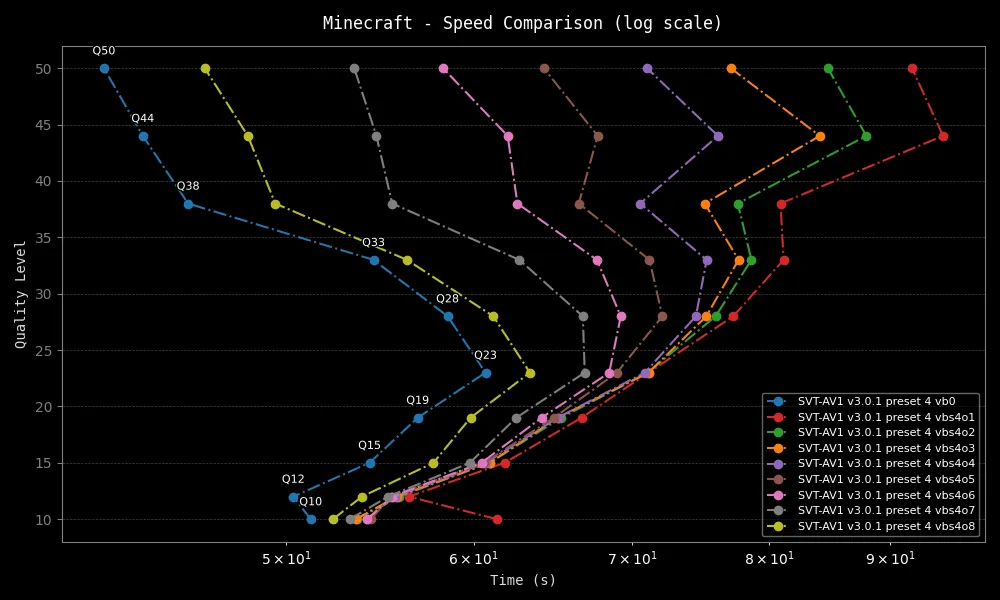 Minecraft - Speed Comparison (log scale)
Quality Level
50
45
40
35
30
25
20
15
10
Q50
Q44
Q38
Q33
Q28
Q23
Q19
Q15
Q12
Q10
SVT-AV1 v3.0.1 preset 4 vb0
SVT-AV1 v3.0.1 preset 4 vbs4o1
SVT-AV1 v3.0.1 preset 4 vbs4o2
SVT-AV1 v3.0.1 preset 4 vbs4o3
SVT-AV1 v3.0.1 preset 4 vbs4o4
SVT-AV1 v3.0.1 preset 4 vbs4o5
SVT-AV1 v3.0.1 preset 4 vbs4o6
SVT-AV1 v3.0.1 preset 4 vbs4o7
SVT-AV1 v3.0.1 preset 4 vbs4o8
5 × 10¹ 6 × 10¹ 7 × 10¹ 8 × 10¹ 9 × 10¹
Time (s)